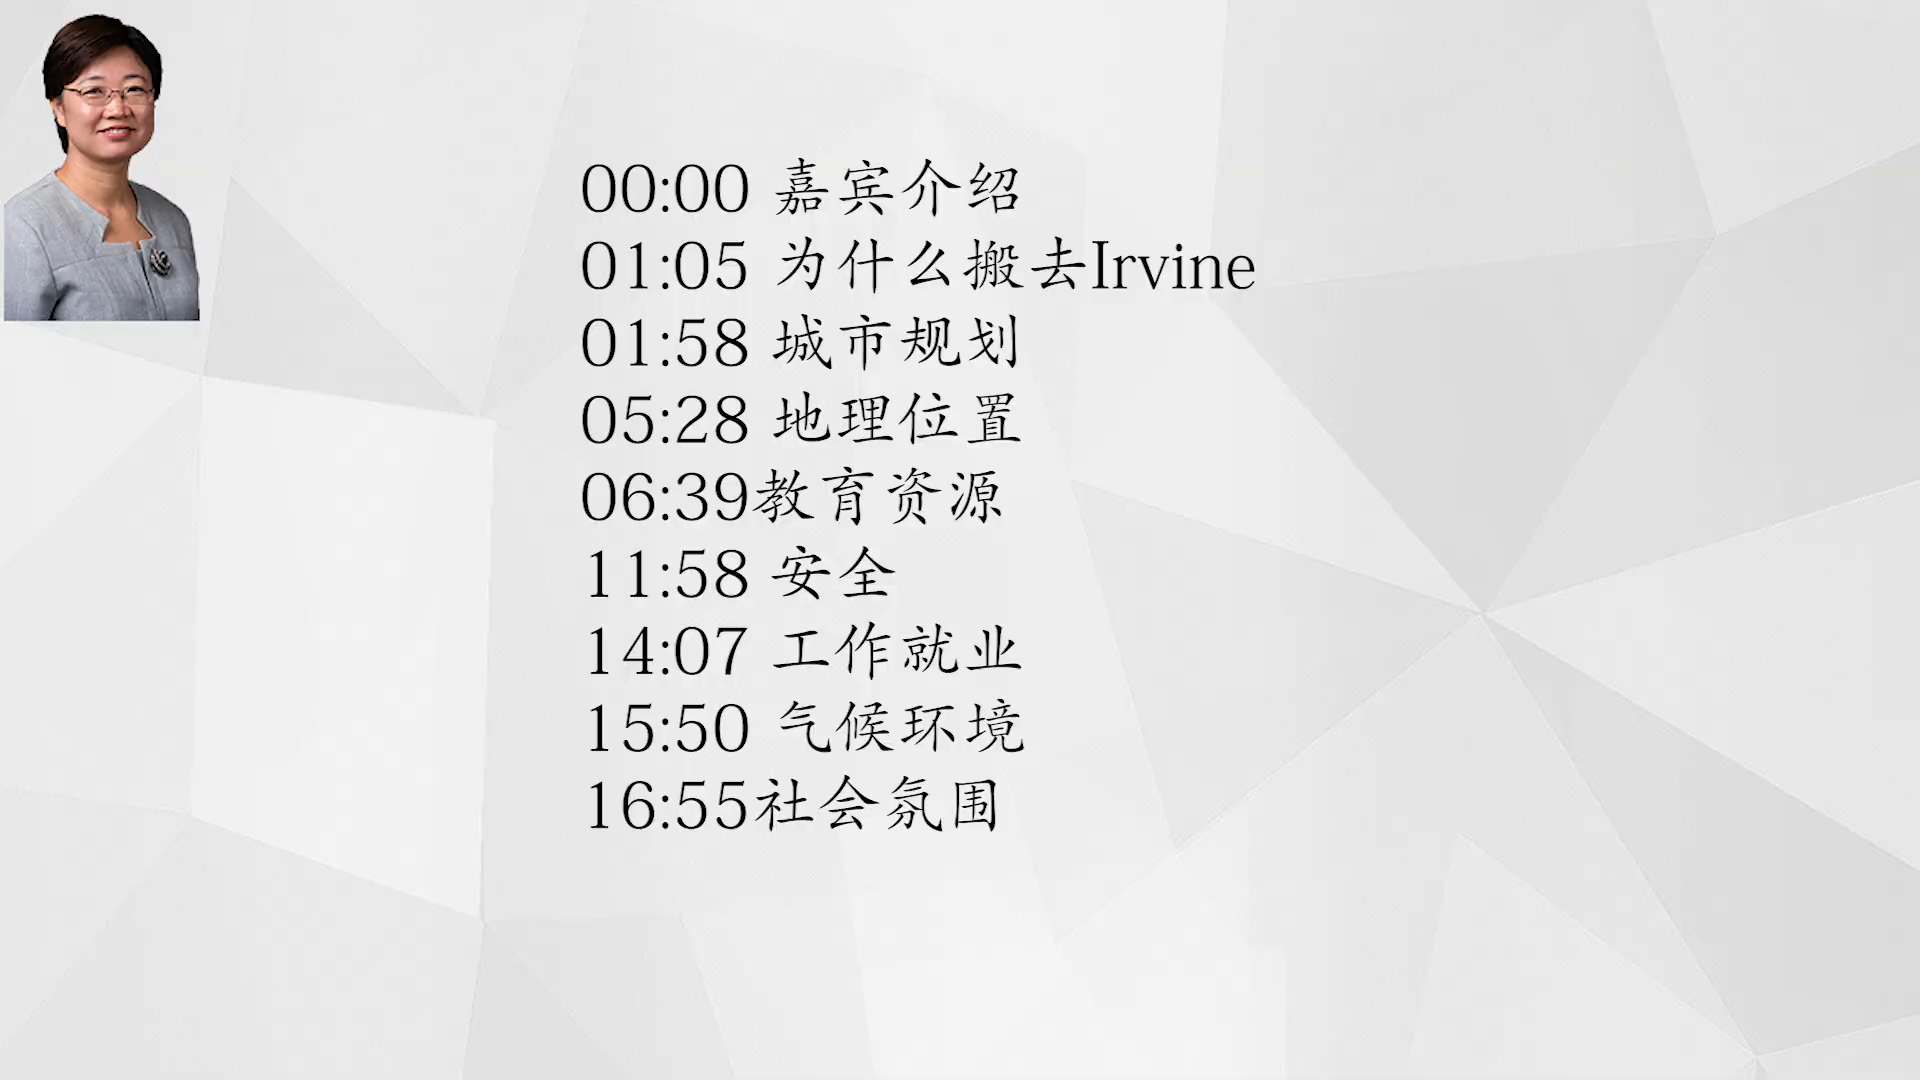 00:00 嘉宾介绍
01:05 为什么搬去Irvine
01:58 城市规划
05:28 地理位置
06:39教育资源
11:58 安全
14:07 工作就业
15:50 气候环境
16:55社会氛围